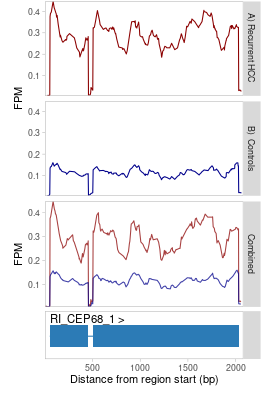 0.4
0.3
0.2
0.1
A) Recurrent HCC
FPM
0.4
0.3
0.2
0.1
B): Controls
0.4
0.3
0.2
0.1
Combined
FPM
RI_CEP68_1 >
500 1000 1500 2000
Distance from region start (bp)